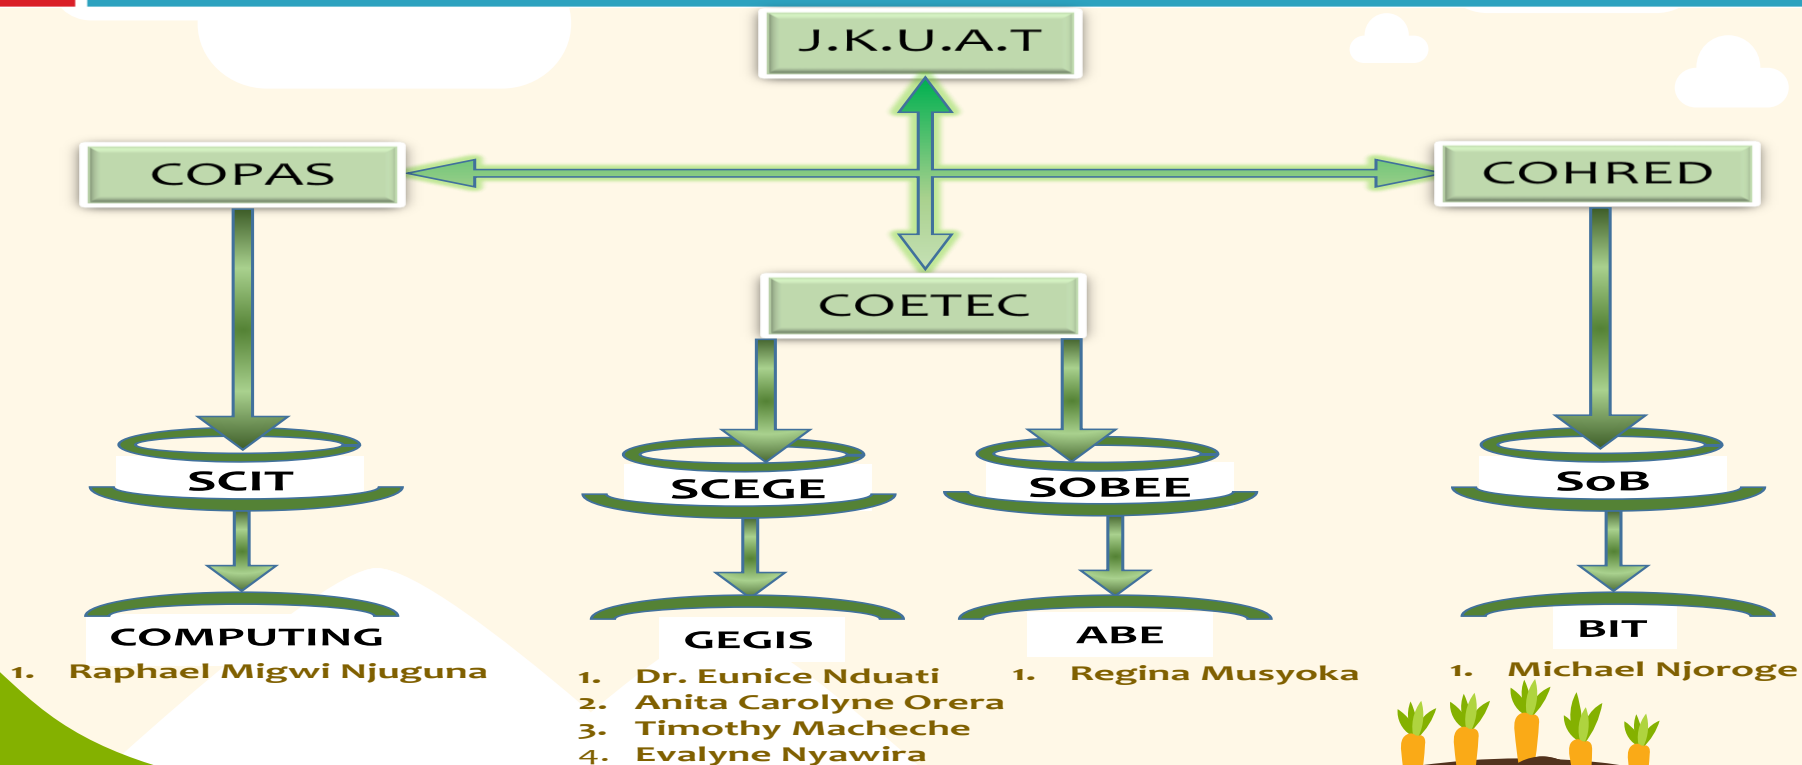 J.K.U.A.T
COPAS
COHRED
COETEC
SCIT
SCEGE
SOBEE
SoB
COMPUTING
GEGIS
ABE
BIT
1. Raphael Migwi Njuguna
1. Dr. Eunice Nduati
2. Anita Carolyne Orera
3. Timothy Macheche
4. Evalyne Nyawira
1. Regina Musyoka
1. Michael Njoroge